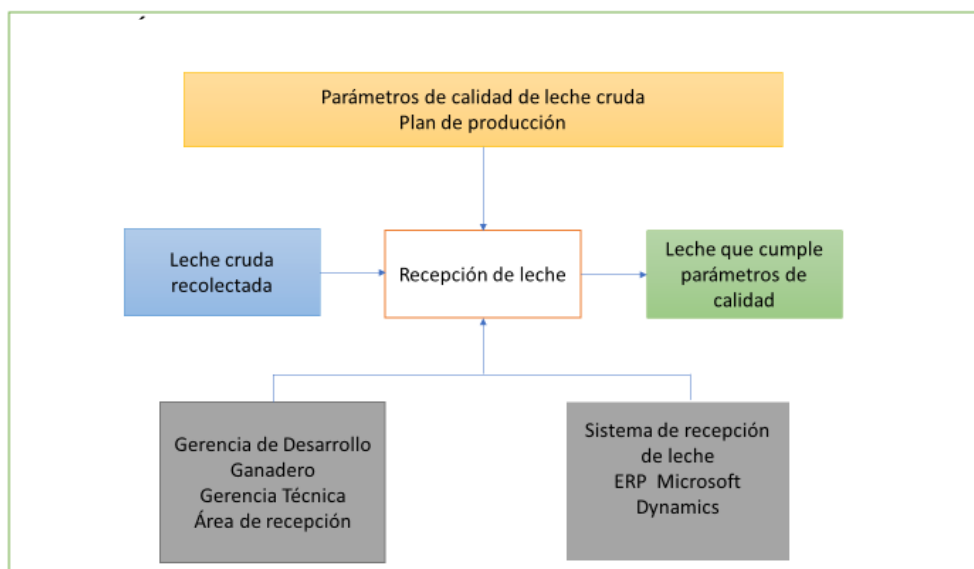 Parámetros de calidad de leche cruda
Plan de producción
Leche cruda
recolectada
Recepción de leche
Leche que cumple
parámetros de
calidad
Gerencia de Desarrollo
Ganadero
Gerencia Técnica
Área de recepción
Sistema de recepción
de leche
ERP Microsoft
Dynamics